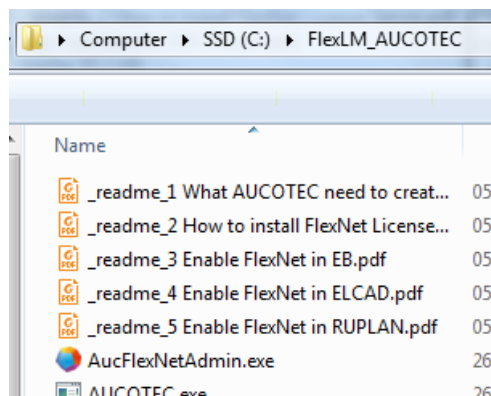 Computer ▸ SSD (C:) ▸ FlexLM_AUCOTEC
Name
_readme_1 What AUCOTEC need to creat... 05
_readme_2 How to install FlexNet License... 05
_readme_3 Enable FlexNet in EB.pdf 05
_readme_4 Enable FlexNet in ELCAD.pdf 05
_readme_5 Enable FlexNet in RUPLAN.pdf 05
AucFlexNetAdmin.exe 26
AUCOTEC.exe 26